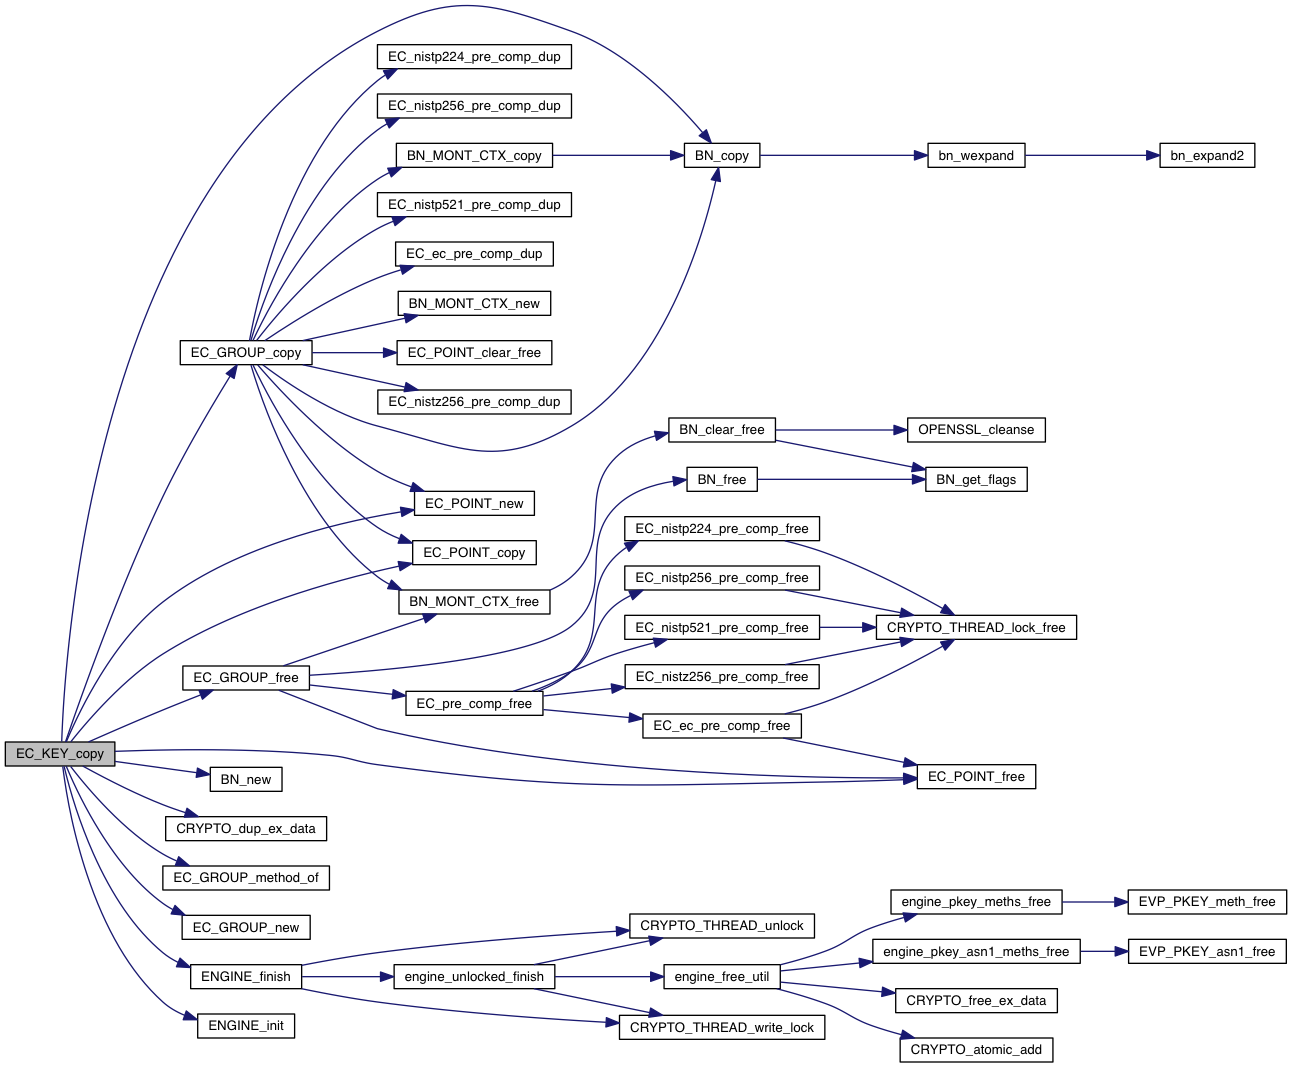 EC_nistp224_pre_comp_dup
EC_nistp256_pre_comp_dup
BN_MONT_CTX_copy
BN_copy
bn_wexpand
bn_expand2
EC_nistp521_pre_comp_dup
EC_ec_pre_comp_dup
BN_MONT_CTX_new
EC_GROUP_copy
EC_POINT_clear_free
EC_nistz256_pre_comp_dup
BN_clear_free
OPENSSL_cleanse
BN_free
BN_get_flags
EC_POINT_new
EC_nistp224_pre_comp_free
EC_POINT_copy
EC_nistp256_pre_comp_free
BN_MONT_CTX_free
EC_nistp521_pre_comp_free
CRYPTO_THREAD_lock_free
EC_GROUP_free
EC_nistz256_pre_comp_free
EC_pre_comp_free
EC_ec_pre_comp_free
EC_KEY_copy
BN_new
EC_POINT_free
CRYPTO_dup_ex_data
EC_GROUP_method_of
engine_pkey_meths_free
EVP_PKEY_meth_free
EC_GROUP_new
CRYPTO_THREAD_unlock
engine_pkey_asn1_meths_free
EVP_PKEY_asn1_free
ENGINE_finish
engine_unlocked_finish
engine_free_util
CRYPTO_free_ex_data
ENGINE_init
CRYPTO_THREAD_write_lock
CRYPTO_atomic_add